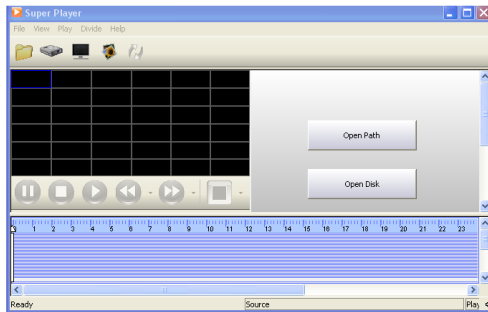 Super Player
File View Play Divide Help
Open Path
Open Disk
0 1 2 3 4 5 6 7 8 9 10 11 12 13 14 15 16 17 18 19 20 21 22 23
Ready Source Play